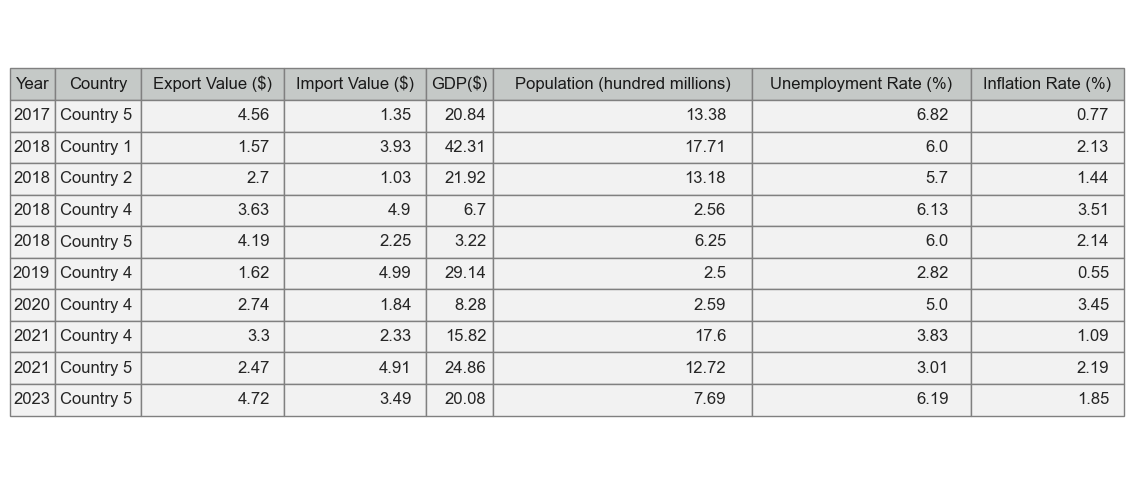 Year Country Export Value ($) Import Value ($) GDP($) Population (hundred millions) Unemployment Rate (%) Inflation Rate (%)
2017 Country 5 4.56 1.35 20.84 13.38 6.82 0.77
2018 Country 1 1.57 3.93 42.31 17.71 6.0 2.13
2018 Country 2 2.7 1.03 21.92 13.18 5.7 1.44
2018 Country 4 3.63 4.9 6.7 2.56 6.13 3.51
2018 Country 5 4.19 2.25 3.22 6.25 6.0 2.14
2019 Country 4 1.62 4.99 29.14 2.5 2.82 0.55
2020 Country 4 2.74 1.84 8.28 2.59 5.0 3.45
2021 Country 4 3.3 2.33 15.82 17.6 3.83 1.09
2021 Country 5 2.47 4.91 24.86 12.72 3.01 2.19
2023 Country 5 4.72 3.49 20.08 7.69 6.19 1.85